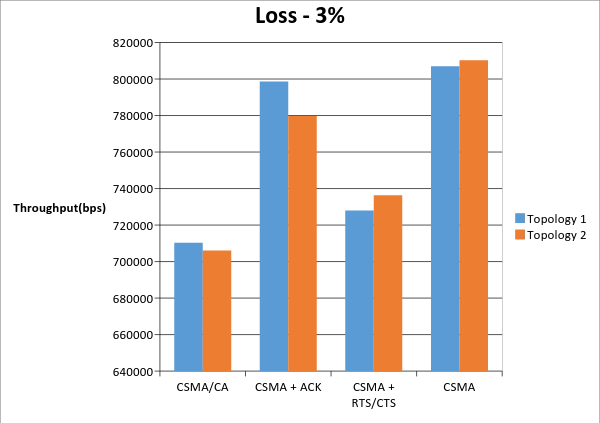 Loss - 3%
820000
800000
780000
760000
740000
720000
700000
680000
660000
640000
Throughput(bps)
CSMA/CA
CSMA + ACK
CSMA +
RTS/CTS
CSMA
Topology 1
Topology 2